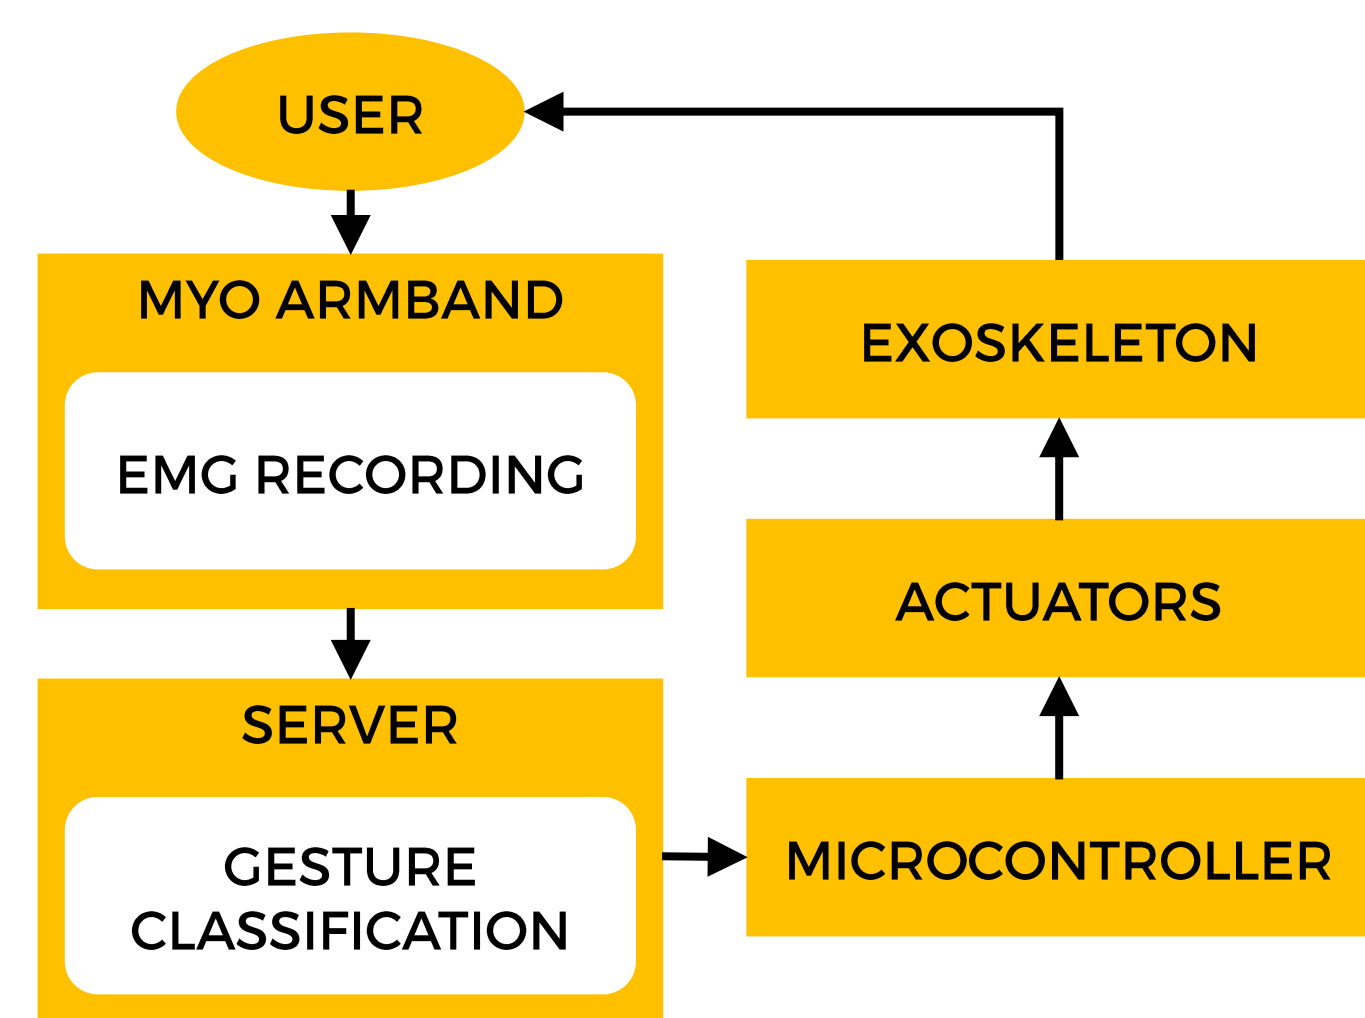 USER
MYO ARMBAND
EMG RECORDING
SERVER
GESTURE
CLASSIFICATION
EXOSKELETON
ACTUATORS
MICROCONTROLLER